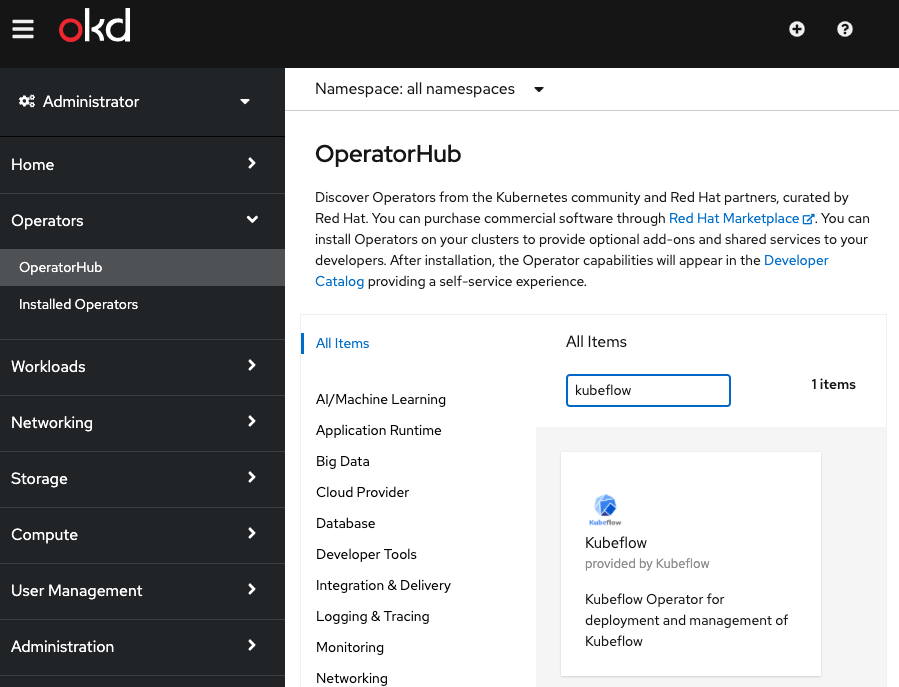 okd
Administrator
Home
Operators
OperatorHub
Installed Operators
Workloads
Networking
Storage
Compute
User Management
Administration
Namespace: all namespaces
OperatorHub
Discover Operators from the Kubernetes community and Red Hat partners, curated by
Red Hat. You can purchase commercial software through Red Hat Marketplace. You can
install Operators on your clusters to provide optional add-ons and shared services to your
developers. After installation, the Operator capabilities will appear in the Developer
Catalog providing a self-service experience.
All Items
AI/Machine Learning
Application Runtime
Big Data
Cloud Provider
Database
Developer Tools
Integration & Delivery
Logging & Tracing
Monitoring
Networking
All Items
kubeflow
1 items
Kubeflow
Kubeflow
provided by Kubeflow
Kubeflow Operator for
deployment and management of
Kubeflow